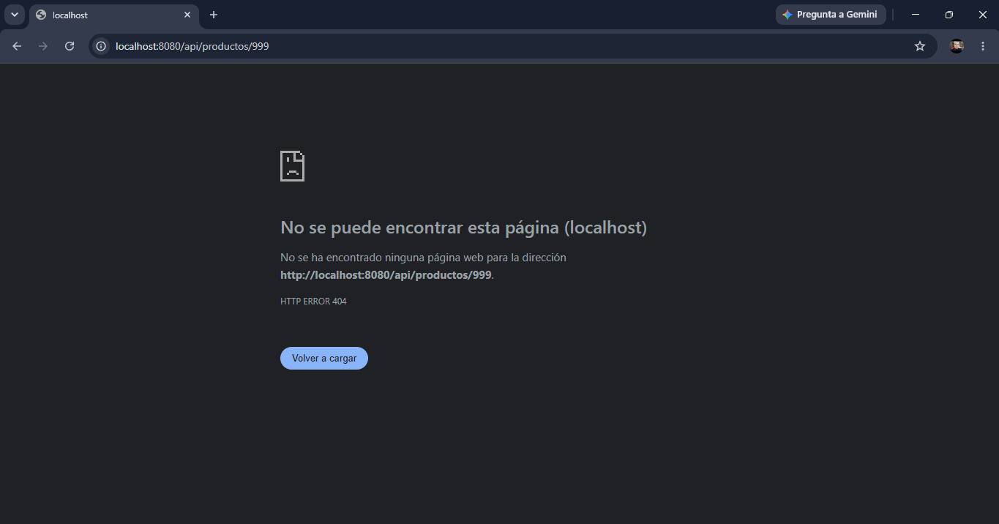 localhost
Pregunta a Gemini
localhost:8080/api/productos/999
No se puede encontrar esta página (localhost)
No se ha encontrado ninguna página web para la dirección
http://localhost:8080/api/productos/999.
HTTP ERROR 404
Volver a cargar